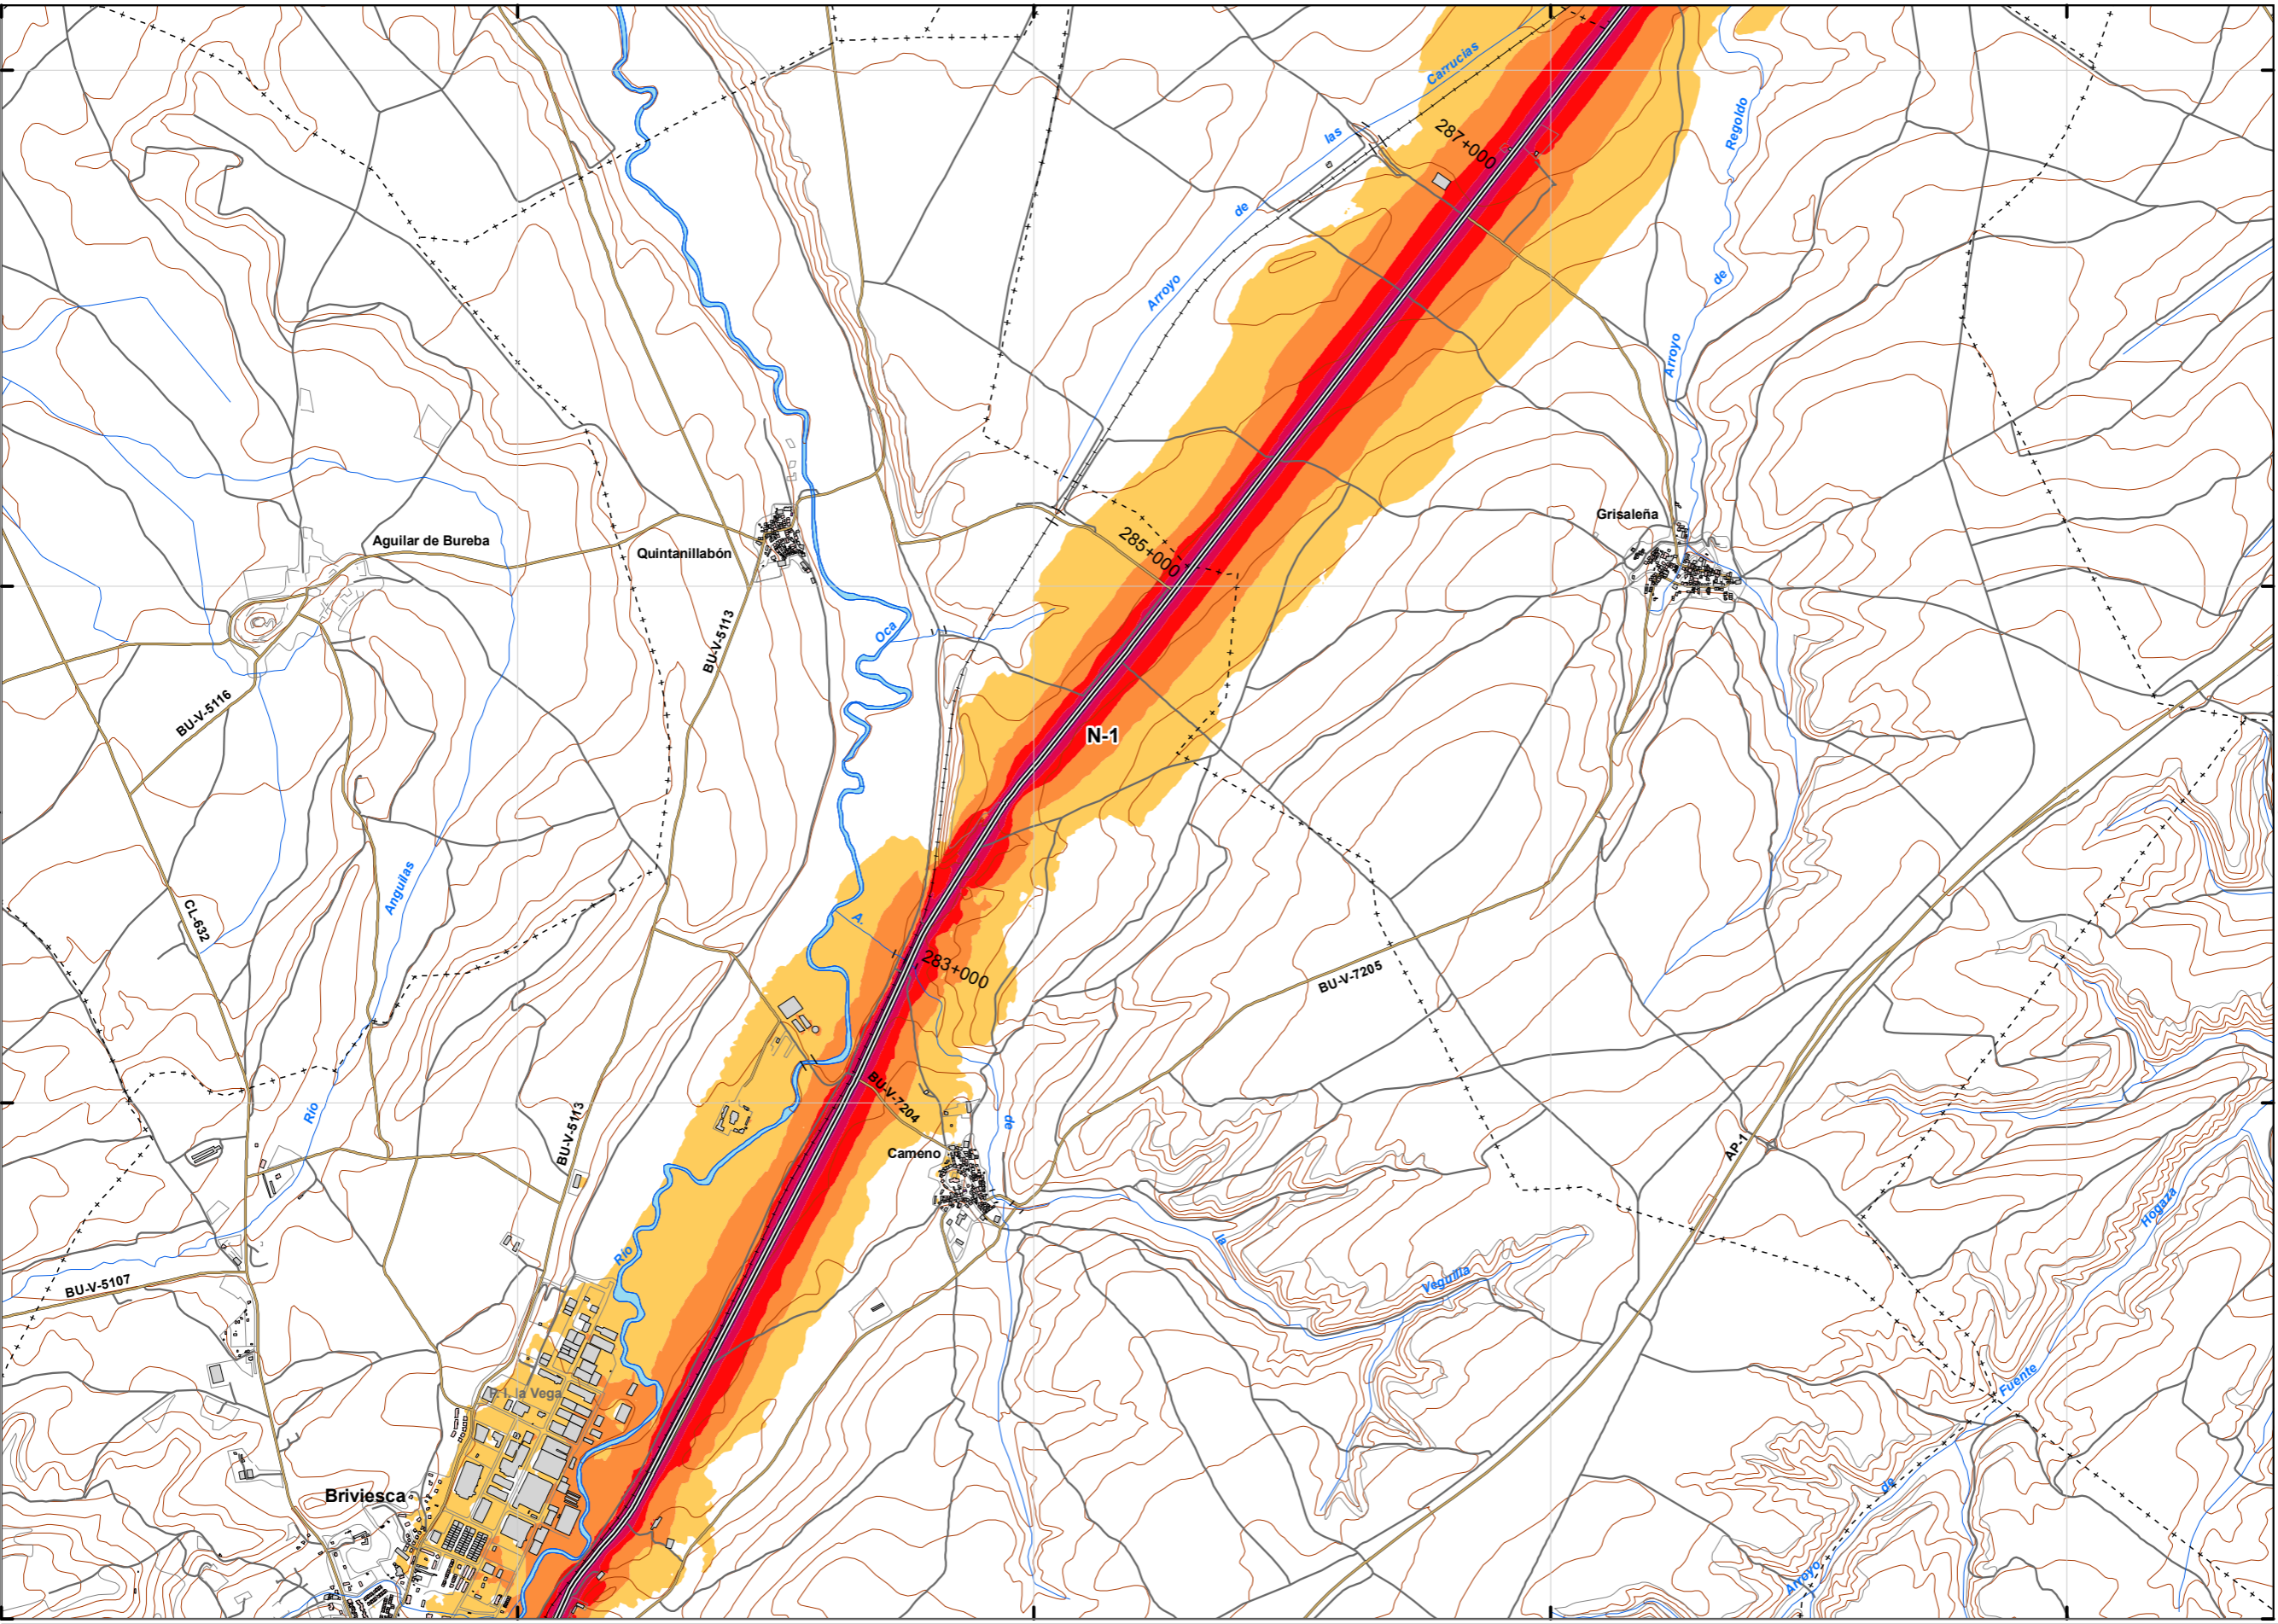 Carrucias
las
de
Arroyo
287+000
Regoldo
de
Arroyo
Grisaleña
Aguilar de Bureba
Quintanillabón
285+000
Oca
BU-V-5113
BU-V-5116
N-1
Anguilas
Río
CL-632
A.
283+000
BU-V-7205
BU-V-7204
de
la
Veguilla
Cameno
BU-V-5113
AP-1
Hogaza
Fuente
de
Arroyo
Río
BU-V-5107
P. I. la Vega
Briviesca